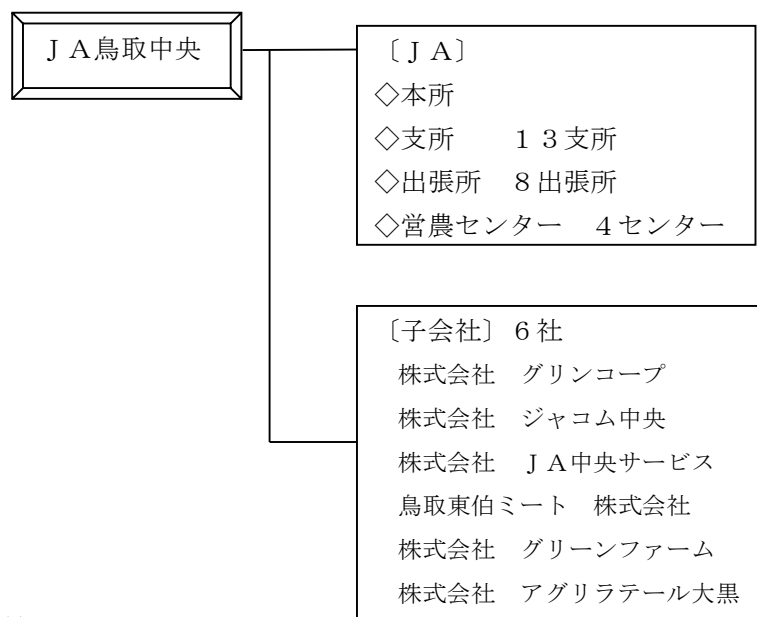 ＪＡ鳥取中央
〔ＪＡ〕
◇本所
◇支所　　１３支所
◇出張所　８出張所
◇営農センター　４センター
〔子会社〕６社
株式会社　グリンコープ
株式会社　ジャコム中央
株式会社　ＪＡ中央サービス
鳥取東伯ミート　株式会社
株式会社　グリーンファーム
株式会社　アグリラテール大黒